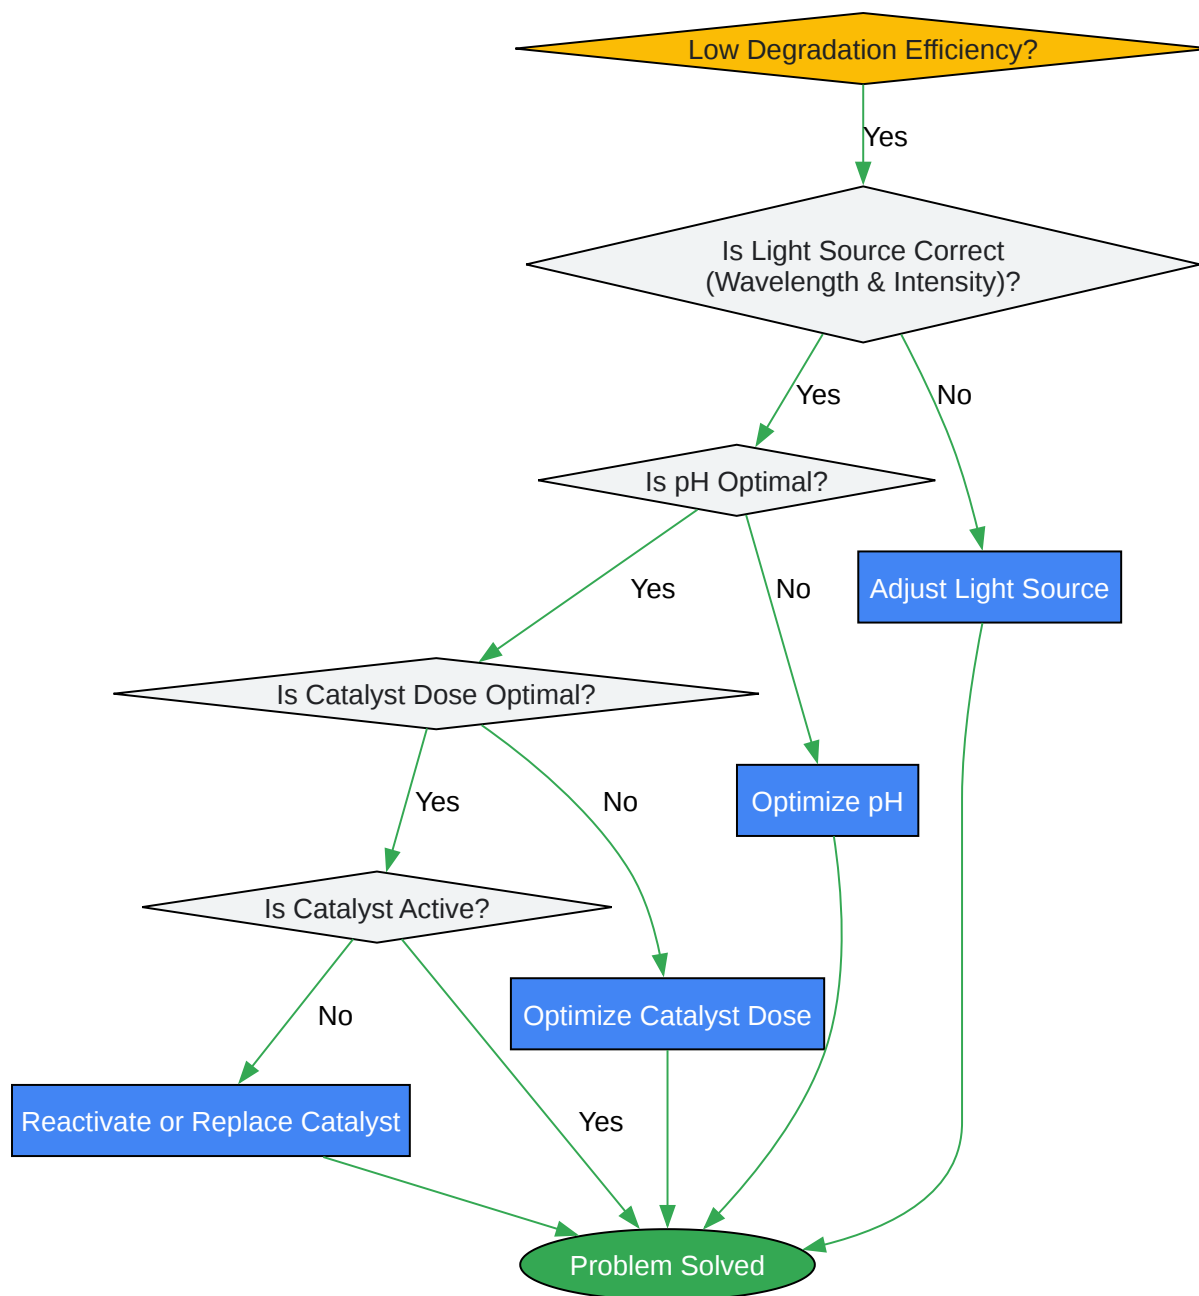 Low Degradation Efficiency?
Yes
Is Light Source Correct
(Wavelength & Intensity)?
Yes
No
Is pH Optimal?
Yes
No
Adjust Light Source
Is Catalyst Dose Optimal?
Yes
No
Optimize pH
Is Catalyst Active?
No
Optimize Catalyst Dose
Reactivate or Replace Catalyst
Yes
Problem Solved